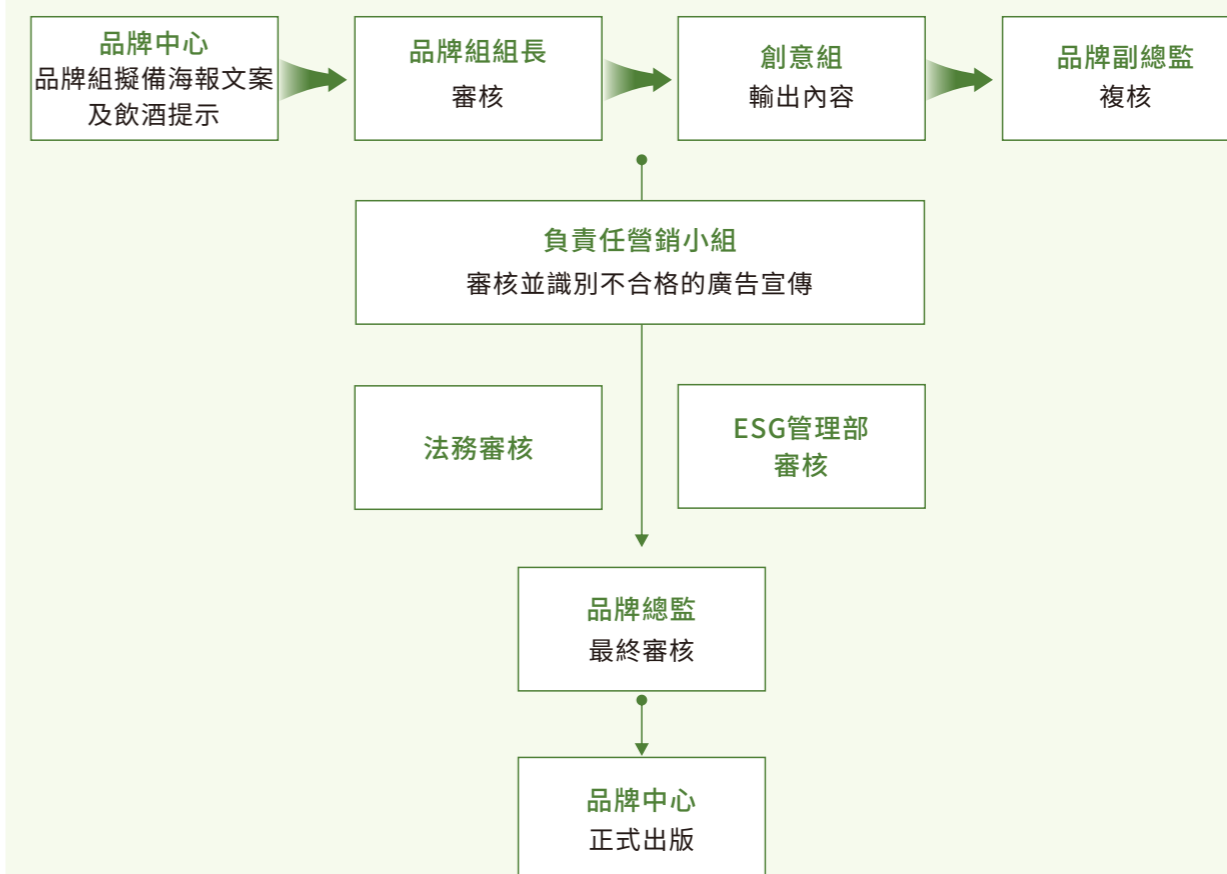 品牌中心
品牌組擬備海報文案
及飲酒提示
品牌組組長
審核
創意組
輸出內容
品牌副總監
複核
負責任營銷小組
審核並識別不合格的廣告宣傳
法務審核
ESG管理部
審核
品牌總監
最終審核
品牌中心
正式出版